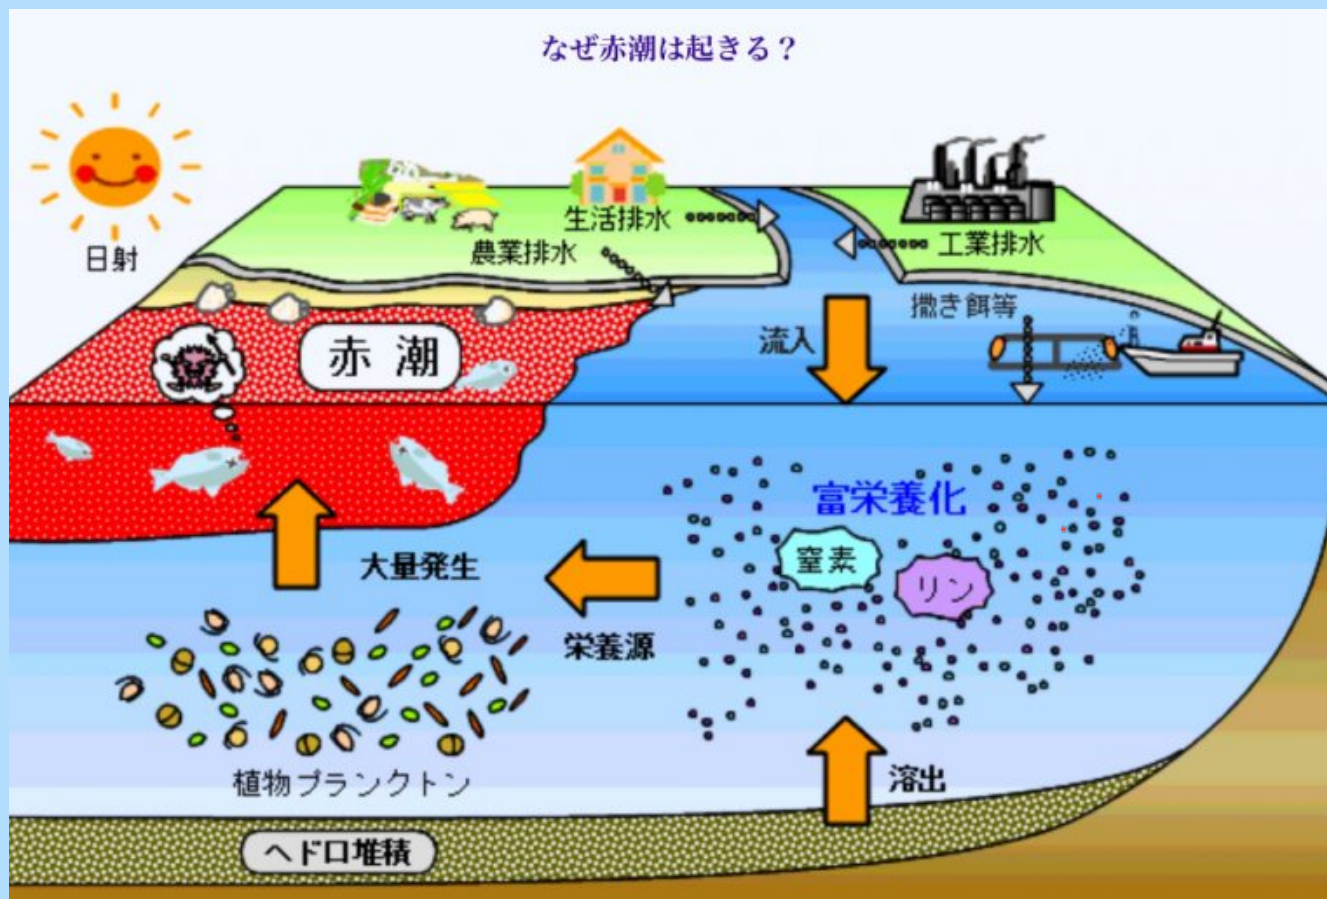 なぜ赤潮は起きる？
日射
生活排水
農業排水
工業排水
撒き餌等
流入
赤潮
富栄養化
窒素
リン
大量発生
栄養源
植物プランクトン
溶出
ヘドロ堆積